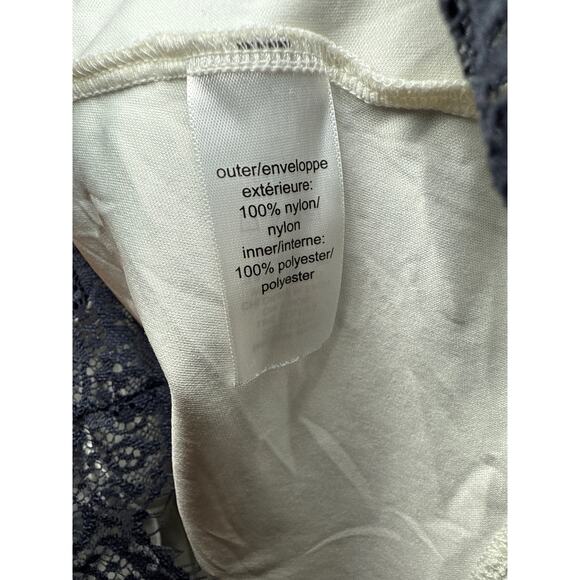 outer/enveloppe
extérieure:
100% nylon/
nylon
inner/interne:
100% polyester/
polyester